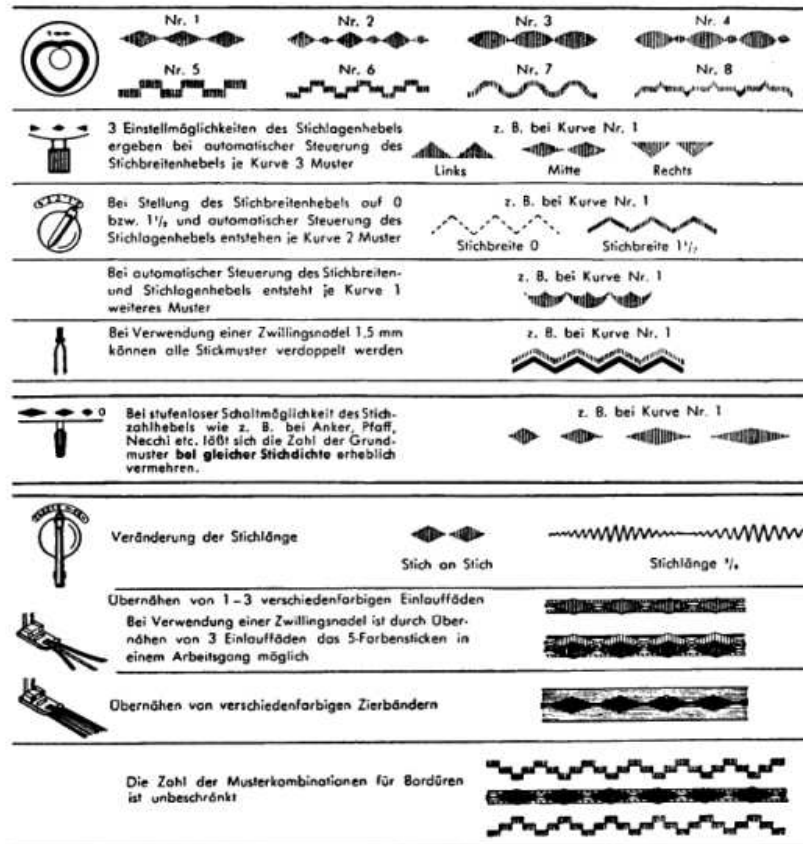 Nr. 1 Nr. 2 Nr. 3 Nr. 4
Nr. 5 Nr. 6 Nr. 7 Nr. 8
3 Einstellmöglichkeiten des Stichlagenhebels
ergeben bei automatischer Steuerung des
Stichbreitenhebels je Kurve 3 Muster
z. B. bei Kurve Nr. 1
Links Mitte Rechts
Bei Stellung des Stichbreitenhebels auf 0
bzw. 1¹/₂ und automatischer Steuerung des
Stichlagenhebels entstehen je Kurve 2 Muster
z. B. bei Kurve Nr. 1
Stichbreite 0 Stichbreite 1¹/₂
Bei automatischer Steuerung des Stichbreiten-
und Stichlagenhebels entsteht je Kurve 1
weiteres Muster
z. B. bei Kurve Nr. 1
Bei Verwendung einer Zwillingsnadel 1,5 mm
können alle Stickmuster verdoppelt werden
z. B. bei Kurve Nr. 1
0
Bei stufenloser Schaltmöglichkeit des Stich-
zahlhebels wie z. B. bei Anker, Pfaff,
Necchi etc. läßt sich die Zahl der Grund-
muster bei gleicher Stichdichte erheblich
vermehren.
z. B. bei Kurve Nr. 1
Veränderung der Stichlänge
Stich an Stich Stichlänge
Übernähen von 1–3 verschiedenfarbigen Einlauffäden
Bei Verwendung einer Zwillingsnadel ist durch Über-
nähen von 3 Einlauffäden das 5-Farbensticken in
einem Arbeitsgang möglich
Übernähen von verschiedenfarbigen Zierbändern
Die Zahl der Musterkombinationen für Bordüren
ist unbeschränkt